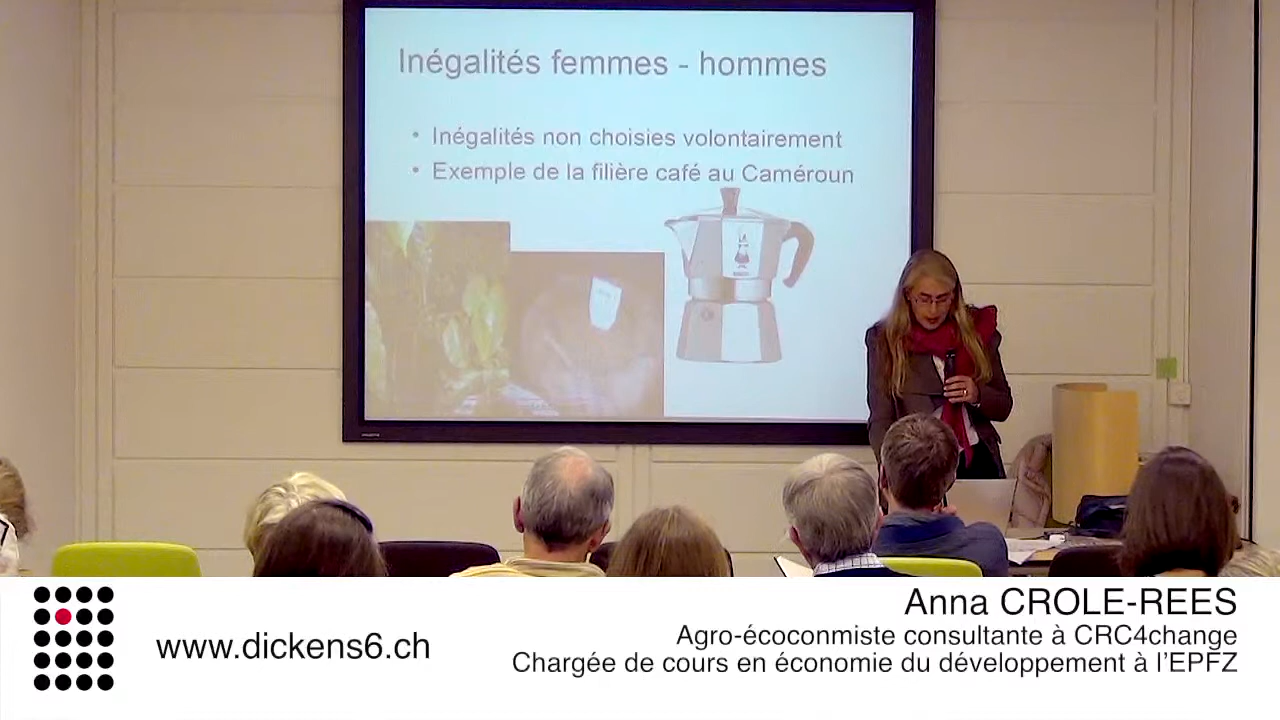 Inégalités femmes - hommes
• Inégalités non choisies volontairement
• Exemple de la filière café au Caméroun
Anna CROLE-REES
www.dickens6.ch
Agro-écoconmiste consultante à CRC4change
Chargée de cours en économie du développement à l'EPFZ